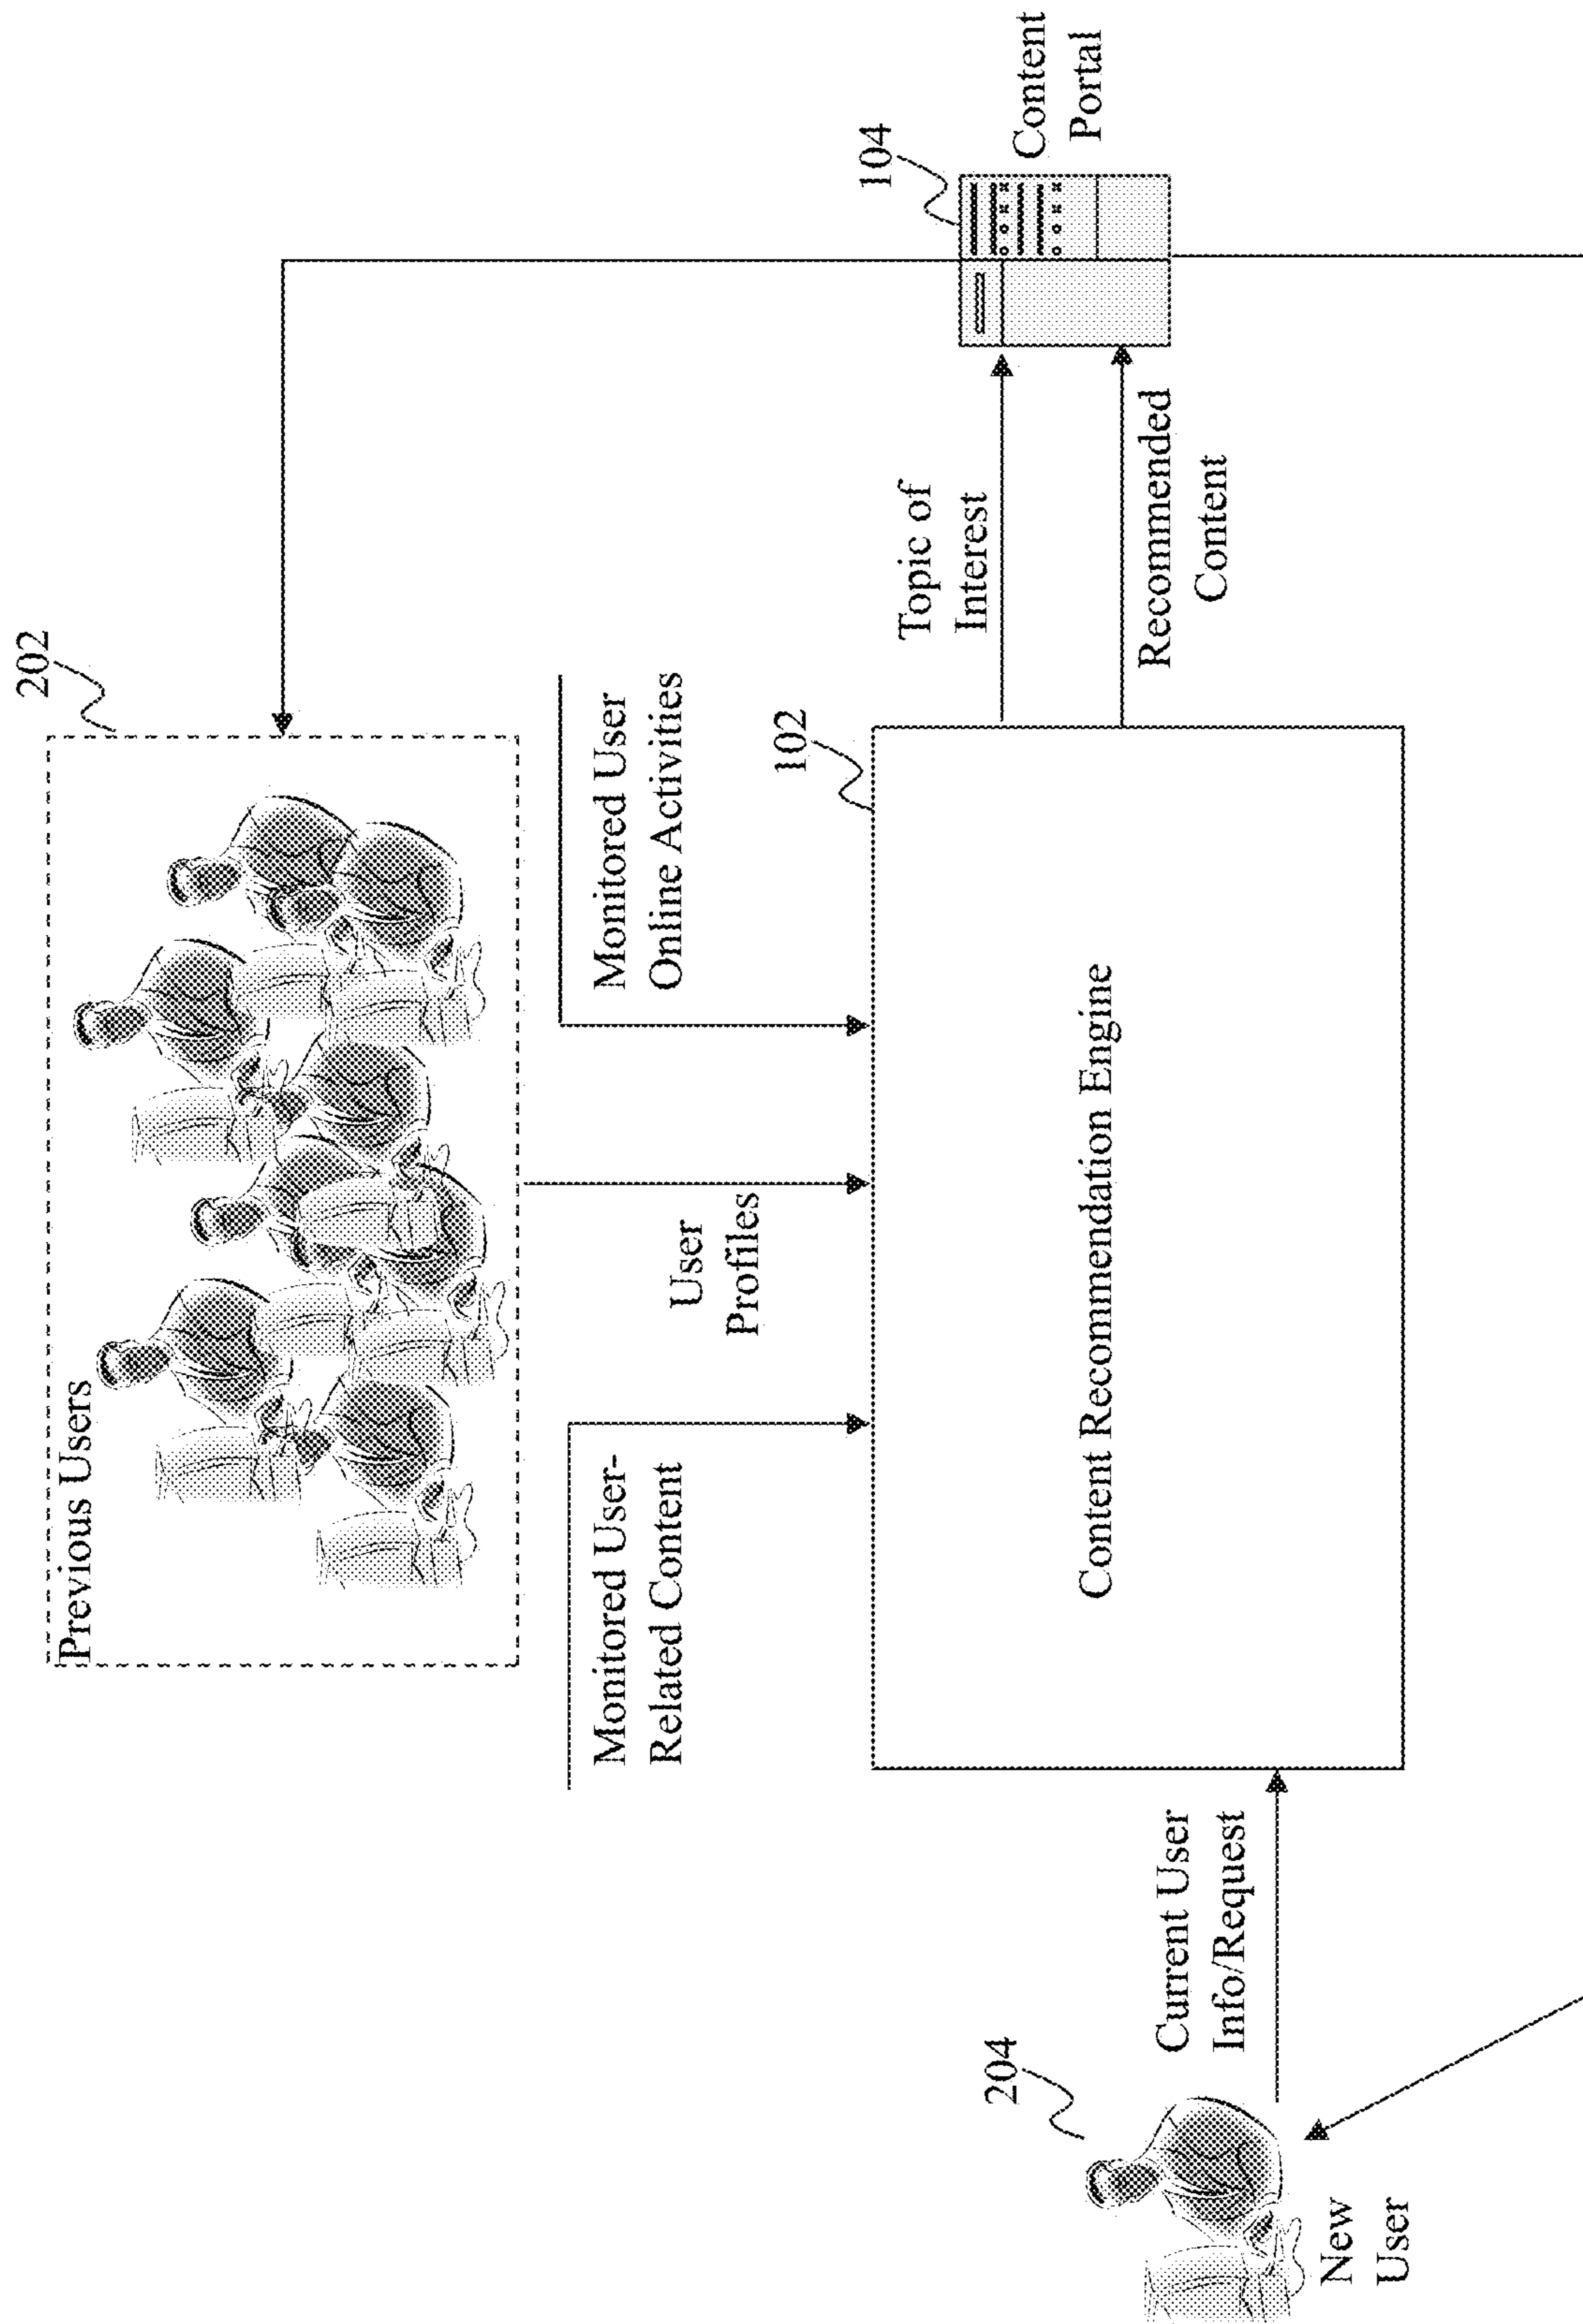 Previous Users
202
Monitored User-
Related Content
User
Profiles
Monitored User
Online Activities
204
Current User
Info/Request
New
User
102
Content Recommendation Engine
Topic of
Interest
Recommended
Content
104
Content
Portal